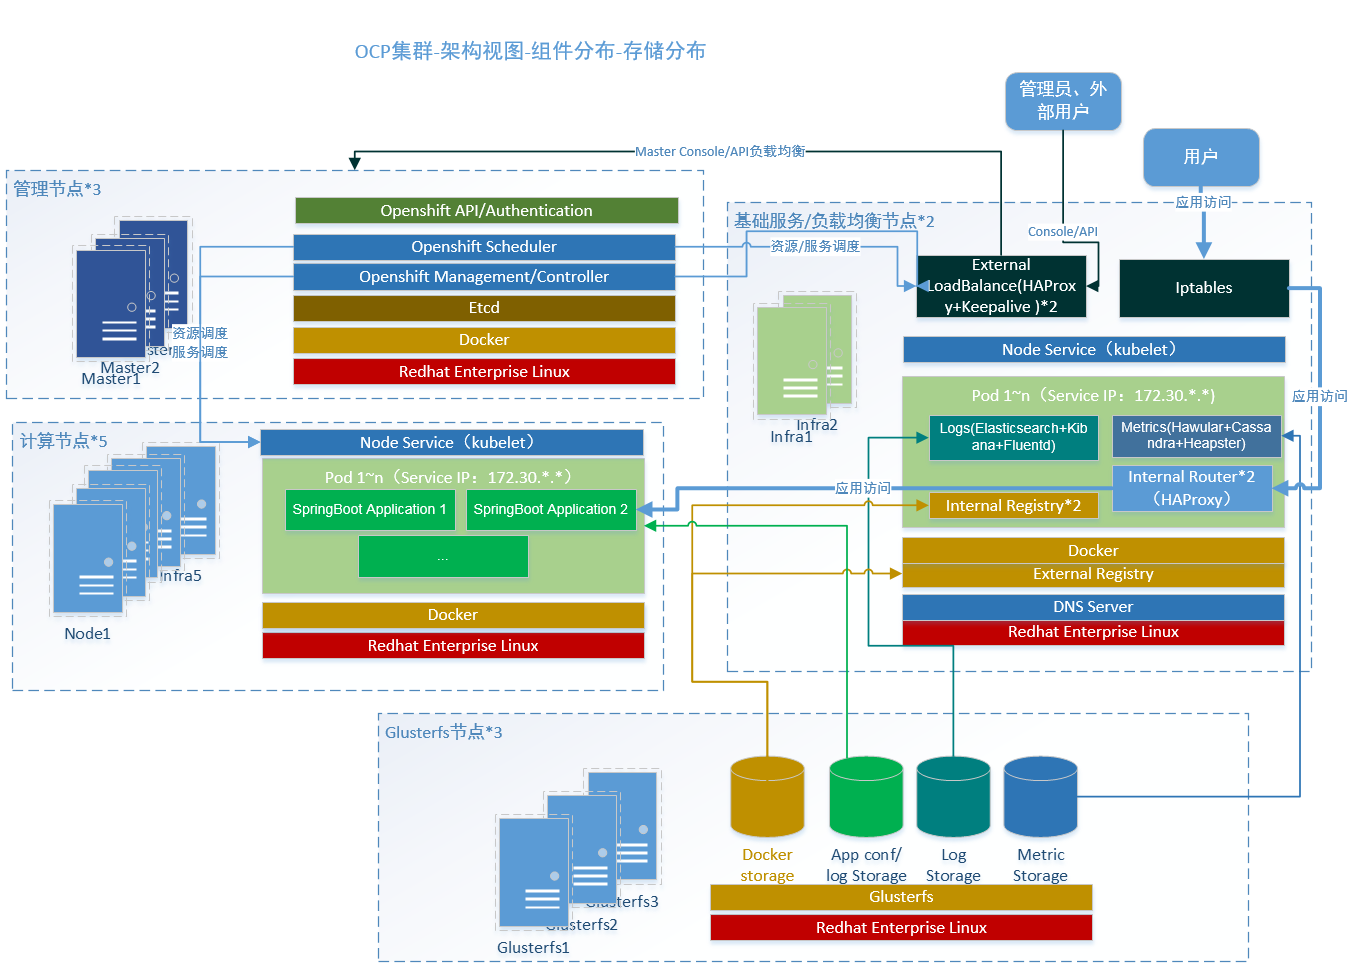 OCP集群-架构视图-组件分布-存储分布
管理员、外
部用户
用户
Master Console/API负载均衡
应用访问
Console/API
管理节点*3
Openshift API/Authentication
Openshift Scheduler
Openshift Management/Controller
Etcd
Docker
Redhat Enterprise Linux
资源调度
服务调度
Master2
Master1
基础服务/负载均衡节点*2
资源/服务调度
External
LoadBalance(HAProx
y+Keepalive )*2
Iptables
Node Service（kubelet）
Pod 1~n（Service IP：172.30.*.*）
Logs(Elasticsearch+Kib
ana+Fluentd)
Metrics(Hawular+Cassa
ndra+Heapster)
Internal Router*2
（HAProxy）
Internal Registry*2
Docker
External Registry
DNS Server
Redhat Enterprise Linux
Infra2
Infra1
应用访问
应用访问
计算节点*5
Node Service（kubelet）
Pod 1~n（Service IP：172.30.*.*）
SpringBoot Application 1
SpringBoot Application 2
...
Docker
Redhat Enterprise Linux
Infra5
Node1
Glusterfs节点*3
Docker
storage
App conf/
log Storage
Log
Storage
Metric
Storage
Glusterfs
Redhat Enterprise Linux
Glusterfs3
Glusterfs2
Glusterfs1